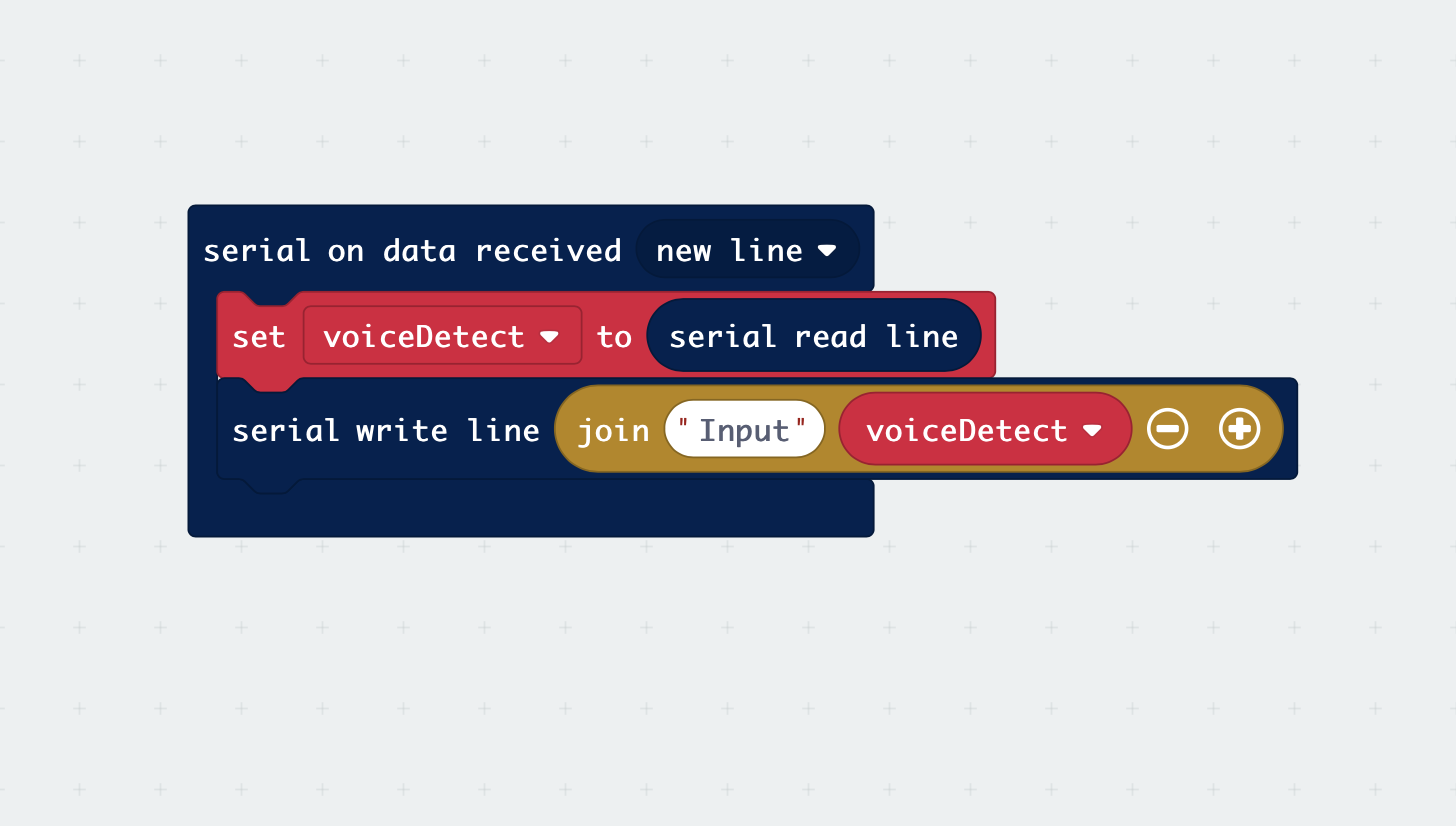 serial on data received new line
set voiceDetect to serial read line
serial write line join "Input" voiceDetect